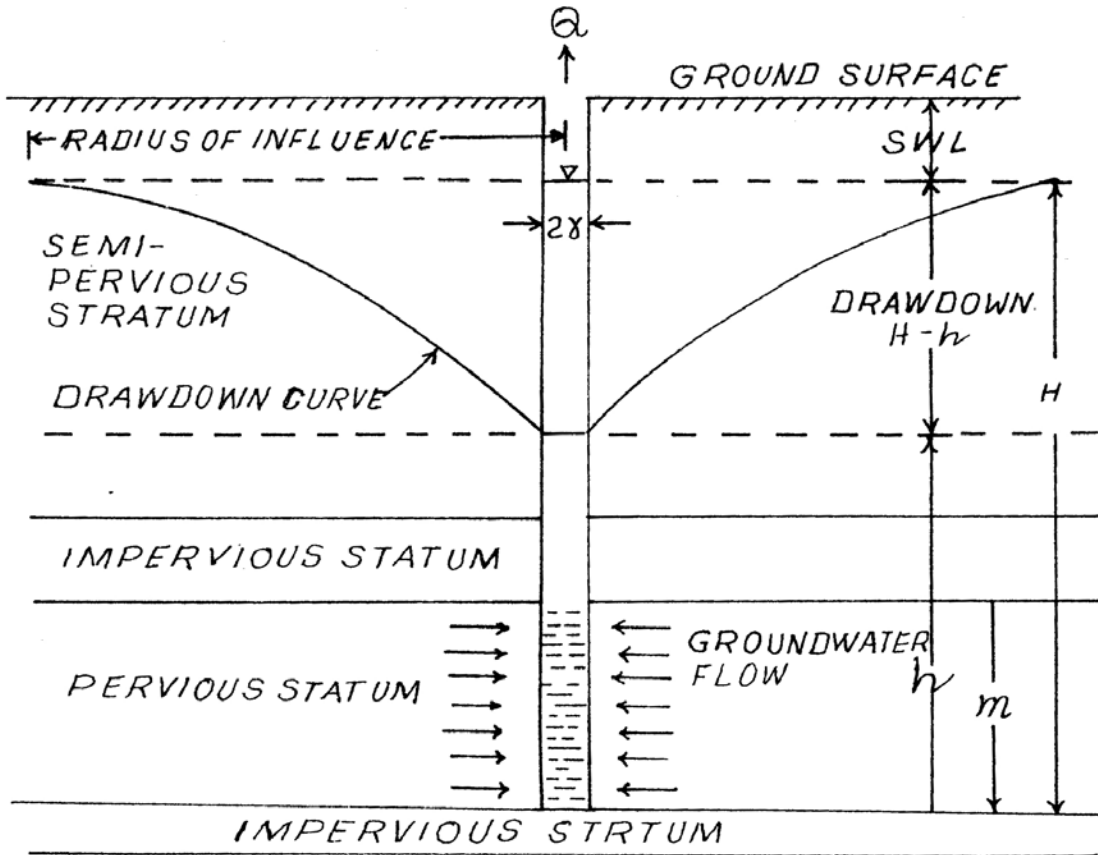 Q
GROUND SURFACE
RADIUS OF INFLUENCE
SWL
2r
SEMI-
PERVIOUS
STRATUM
DRAWDOWN
H-h
DRAWDOWN CURVE
H
IMPERVIOUS STATUM
GROUNDWATER
FLOW
PERVIOUS STATUM
h
m
IMPERVIOUS STRTUM